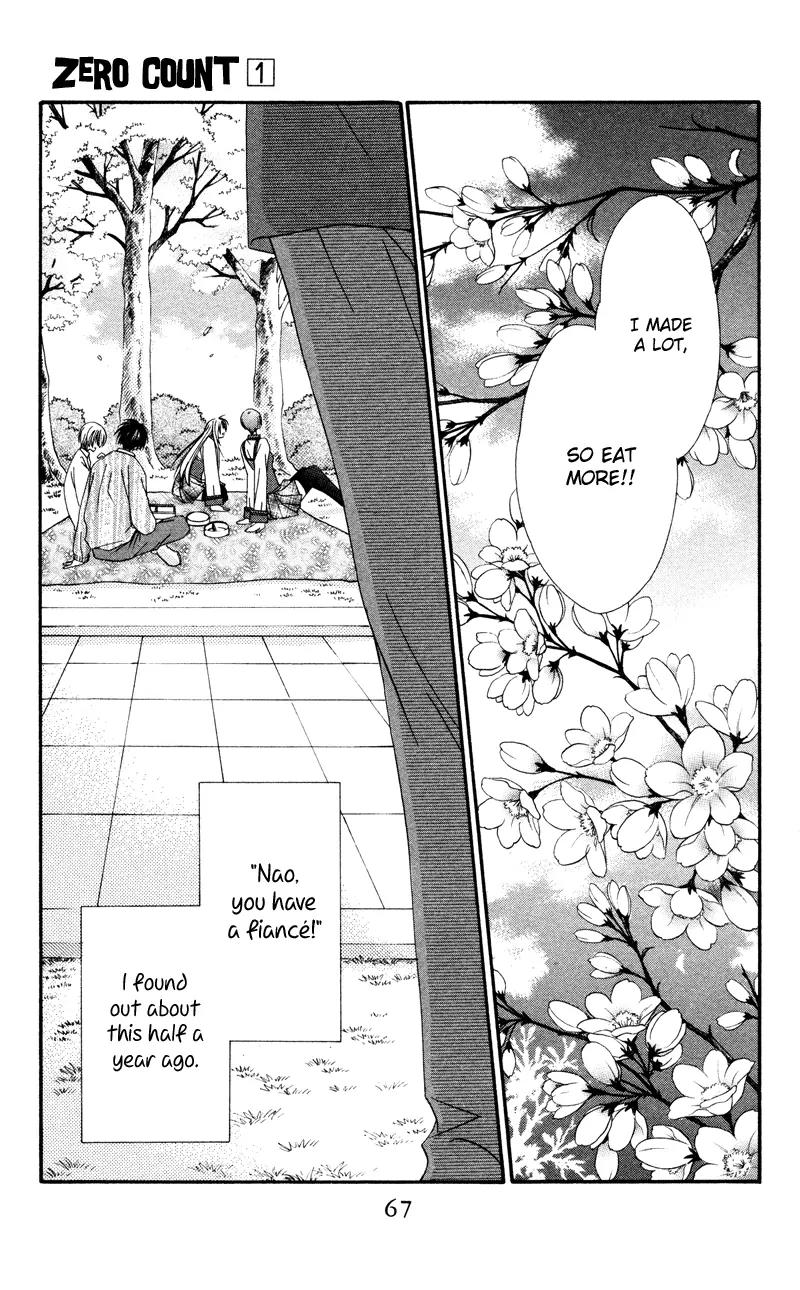 ZERO COUNT 1
I MADE
A LOT,
SO EAT
MORE!!
"Nao,
you have
a fiancé!"
I found
out about
this half a
year ago.
67